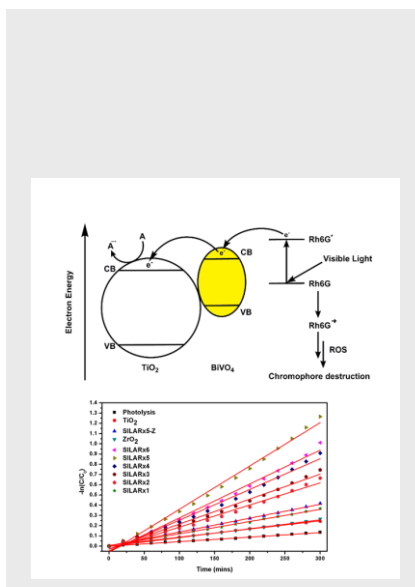 A⁻˙
A
e⁻
CB
VB
TiO₂
e⁻
CB
VB
BiVO₄
e⁻
Rh6G*
Visible Light
Rh6G
Rh6G⁺
ROS
Chromophore destruction
Electron Energy
-ln(C/C₀)
1.4
1.3
1.2
1.1
1.0
0.9
0.8
0.7
0.6
0.5
0.4
0.3
0.2
0.1
0.0
Photolysis
TiO₂
SILARx5-Z
ZrO₂
SILARx6
SILARx5
SILARx4
SILARx3
SILARx2
SILARx1
0 50 100 150 200 250 300
Time (mins)